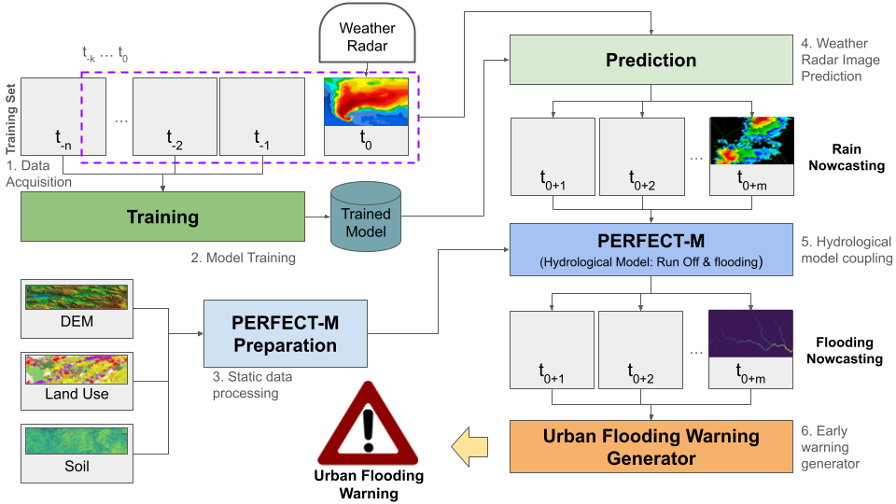 t-k … t0
Weather
Radar
Training Set
t-n
…
t-2
t-1
t0
1. Data
Acquisition
Training
Trained
Model
2. Model Training
Prediction
4. Weather
Radar Image
Prediction
t0+1
t0+2
…
t0+m
Rain
Nowcasting
PERFECT-M
(Hydrological Model: Run Off & flooding)
5. Hydrological
model coupling
DEM
Land Use
Soil
PERFECT-M
Preparation
3. Static data
processing
t0+1
t0+2
…
t0+m
Flooding
Nowcasting
Urban Flooding Warning
Generator
6. Early
warning
generator
!
Urban Flooding
Warning